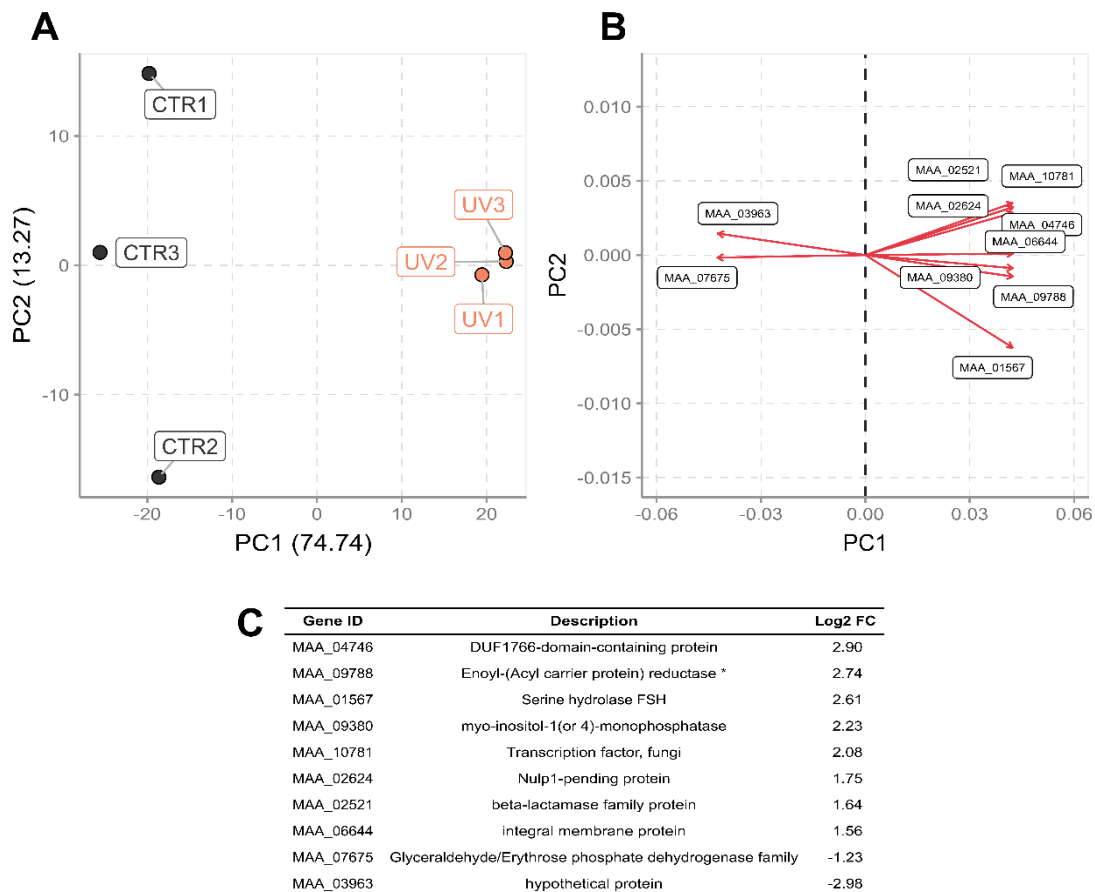 A
CTR1
CTR3
CTR2
UV3
UV2
UV1
10
0
-10
-20
-10
0
10
20
PC1 (74.74)
PC2 (13.27)
B
MAA_02521
MAA_10781
MAA_02624
MAA_04746
MAA_03963
MAA_06644
MAA_07675
MAA_09380
MAA_09788
MAA_01567
0.010
0.005
0.000
-0.005
-0.010
-0.015
-0.06
-0.03
0.00
0.03
0.06
PC1
PC2
C
Gene ID Description Log2 FC
MAA_04746 DUF1766-domain-containing protein 2.90
MAA_09788 Enoyl-(Acyl carrier protein) reductase * 2.74
MAA_01567 Serine hydrolase FSH 2.61
MAA_09380 myo-inositol-1(or 4)-monophosphatase 2.23
MAA_10781 Transcription factor, fungi 2.08
MAA_02624 Nulp1-pending protein 1.75
MAA_02521 beta-lactamase family protein 1.64
MAA_06644 integral membrane protein 1.56
MAA_07675 Glyceraldehyde/Erythrose phosphate dehydrogenase family -1.23
MAA_03963 hypothetical protein -2.98